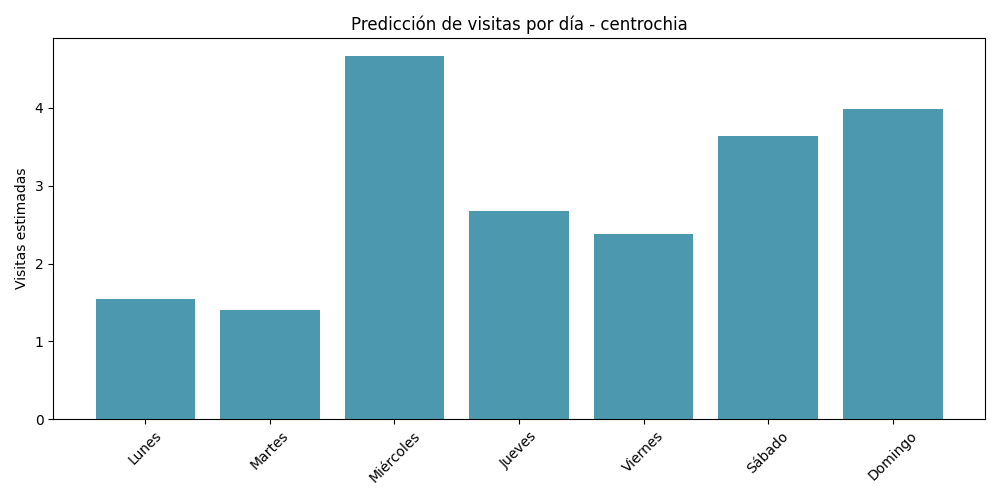 Predicción de visitas por día - centrochia
Visitas estimadas
4
3
2
1
0
Lunes
Martes
Miércoles
Jueves
Viernes
Sábado
Domingo